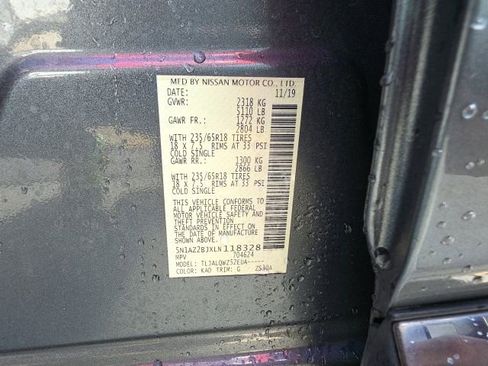 MFD BY NISSAN MOTOR CO., LTD.
DATE: 11/19
GVWR: 2318 KG
5110 LB
GAWR FR.: 1272 KG
2804 LB
WITH 235/65R18 TIRES
18 X 7.5 RIMS AT 33 PSI
COLD SINGLE
GAWR RR.: 1300 KG
2866 LB
WITH 235/65R18 TIRES
18 X 7.5 RIMS AT 33 PSI
COLD SINGLE
THIS VEHICLE CONFORMS TO
ALL APPLICABLE FEDERAL
MOTOR VEHICLE SAFETY
STANDARDS IN EFFECT ON THE
DATE OF MANUFACTURE
SHOWN ABOVE.
5N1AZ2BJXLN118328
MPV 704624
MODEL: TLJALQWZ52EUA-----
COLOR: KAD TRIM: G